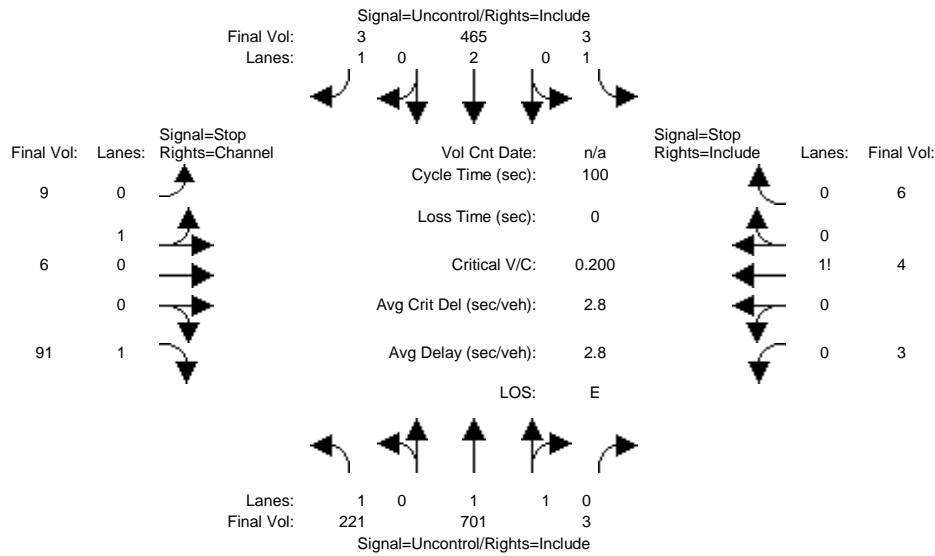 Signal=Uncontrol/Rights=Include
Final Vol: 3 465 3
Lanes: 1 0 2 0 1
Signal=Stop
Final Vol: Lanes: Rights=Channel
Vol Cnt Date: n/a
Signal=Stop
Rights=Include Lanes: Final Vol:
Cycle Time (sec): 100
9 0
0 6
Loss Time (sec): 0
1
0
6 0
Critical V/C: 0.200
1! 4
0
Avg Crit Del (sec/veh): 2.8
0
91 1
Avg Delay (sec/veh): 2.8
0 3
LOS: E
Lanes: 1 0 1 1 0
Final Vol: 221 701 3
Signal=Uncontrol/Rights=Include